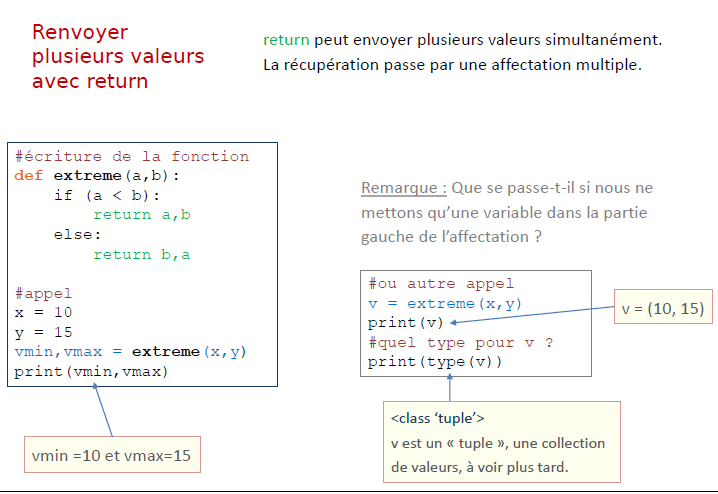 Renvoyer
plusieurs valeurs
avec return
return peut envoyer plusieurs valeurs simultanément.
La récupération passe par une affectation multiple.
#écriture de la fonction
def extreme(a,b):
    if (a < b):
        return a,b
    else:
        return b,a
#appel
x = 10
y = 15
vmin,vmax = extreme(x,y)
print(vmin,vmax)
vmin =10 et vmax=15
Remarque : Que se passe-t-il si nous ne
mettons qu’une variable dans la partie
gauche de l’affectation ?
#ou autre appel
v = extreme(x,y)
print(v)
#quel type pour v ?
print(type(v))
v = (10, 15)
<class ‘tuple’>
v est un « tuple », une collection
de valeurs, à voir plus tard.